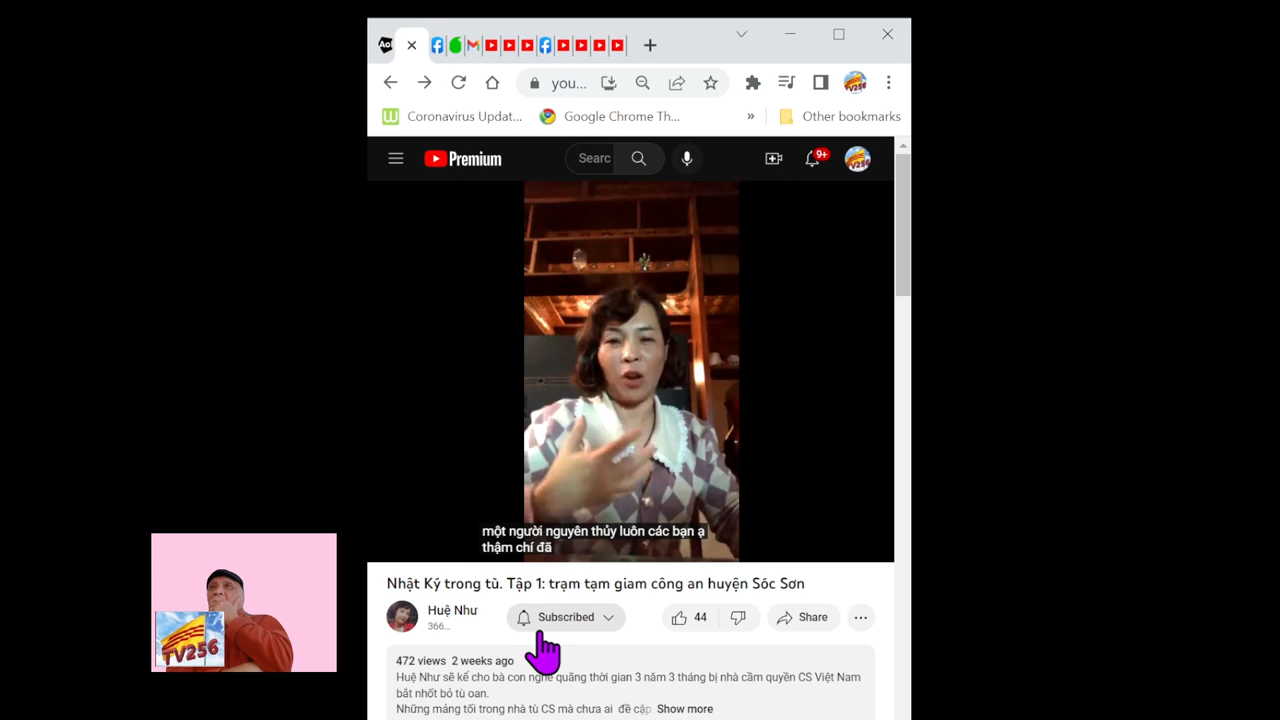 Aol
you...
Coronavirus Updat...
Google Chrome Th...
»
Other bookmarks
Premium
Searc
9+
TV256
một người nguyên thủy luôn các bạn ạ
thậm chí đã
Nhật Ký trong tù. Tập 1: trạm tạm giam công an huyện Sóc Sơn
Huệ Như
366...
Subscribed
44
Share
472 views 2 weeks ago
Huệ Như sẽ kể cho bà con nghe quãng thời gian 3 năm 3 tháng bị nhà cầm quyền CS Việt Nam
bắt nhốt bỏ tù oan.
Những mảng tối trong nhà tù CS mà chưa ai đề cập Show more
TV256